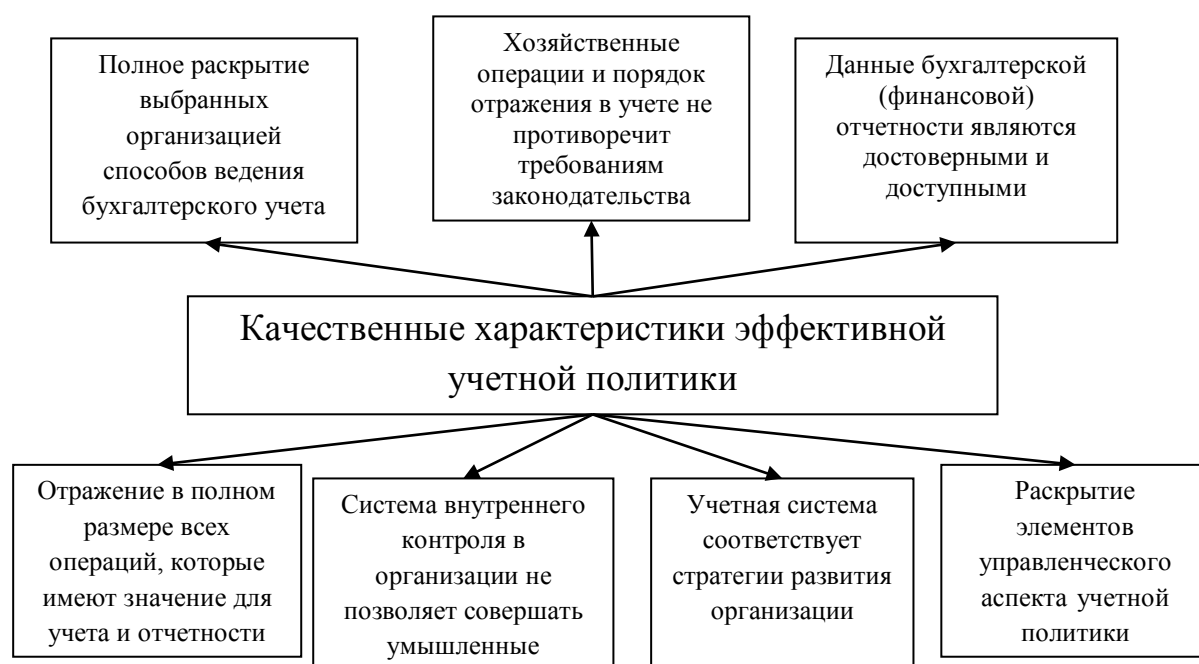 Полное раскрытие
выбранных
организацией
способов ведения
бухгалтерского учета
Хозяйственные
операции и порядок
отражения в учете не
противоречит
требованиям
законодательства
Данные бухгалтерской
(финансовой)
отчетности являются
достоверными и
доступными
Качественные характеристики эффективной
учетной политики
Отражение в полном
размере всех
операций, которые
имеют значение для
учета и отчетности
Система внутреннего
контроля в
организации не
позволяет совершать
умышленные
Учетная система
соответствует
стратегии развития
организации
Раскрытие
элементов
управленческого
аспекта учетной
политики